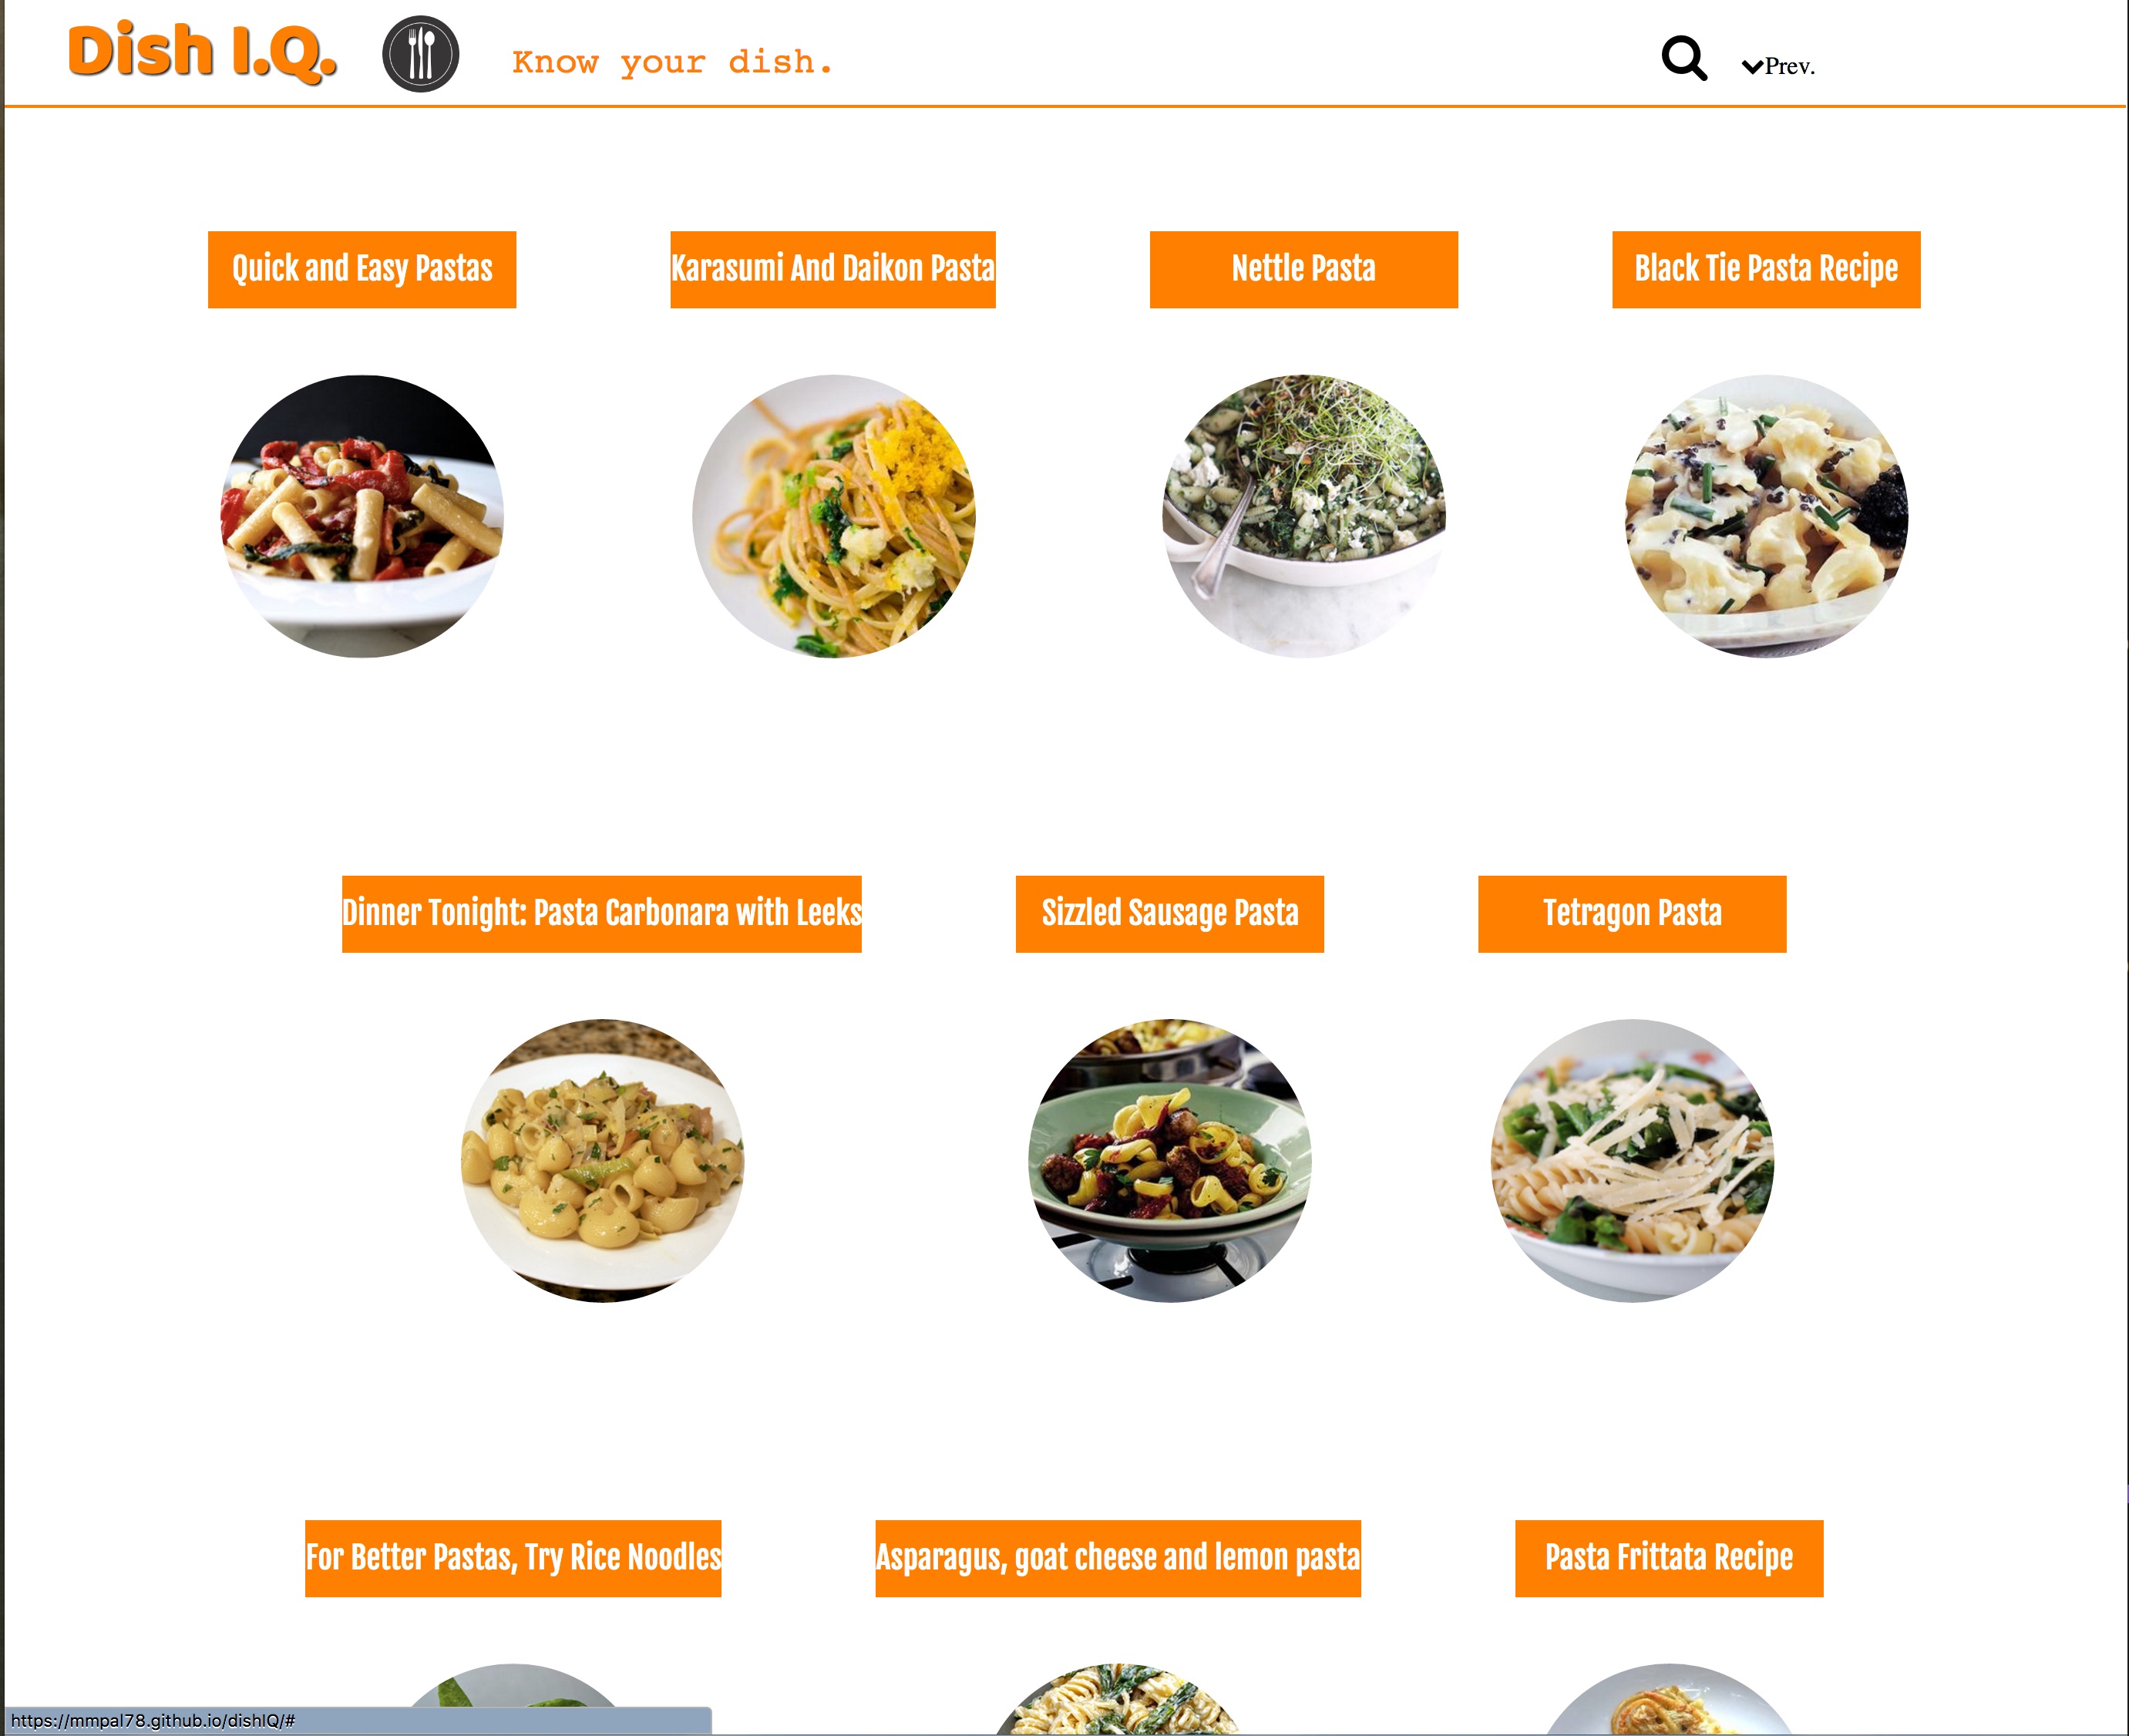 Dish I.Q.
Know your dish.
Prev.
Quick and Easy Pastas
Karasumi And Daikon Pasta
Nettle Pasta
Black Tie Pasta Recipe
Dinner Tonight: Pasta Carbonara with Leeks
Sizzled Sausage Pasta
Tetragon Pasta
For Better Pastas, Try Rice Noodles
Asparagus, goat cheese and lemon pasta
Pasta Frittata Recipe
https://mmpal78.github.io/dishIQ/#